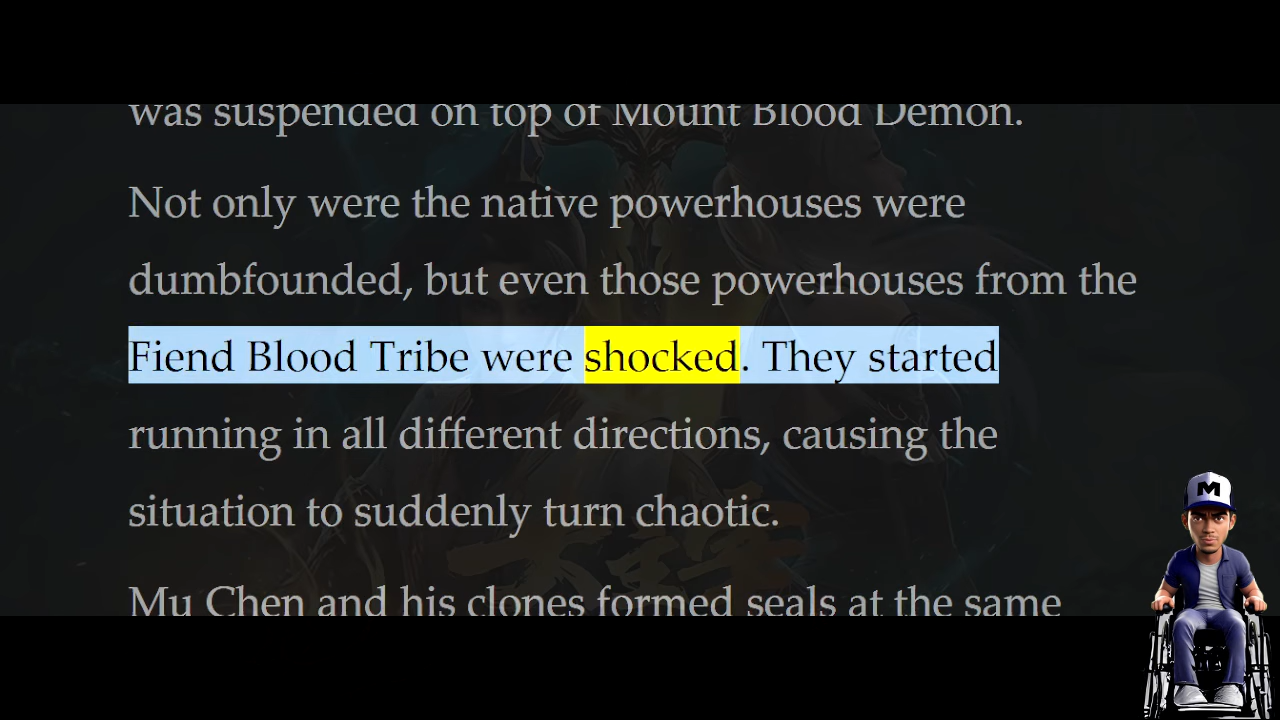 was suspended on top of Mount Blood Demon.
Not only were the native powerhouses were
dumbfounded, but even those powerhouses from the
Fiend Blood Tribe were shocked. They started
running in all different directions, causing the
situation to suddenly turn chaotic.
Mu Chen and his clones formed seals at the same
M